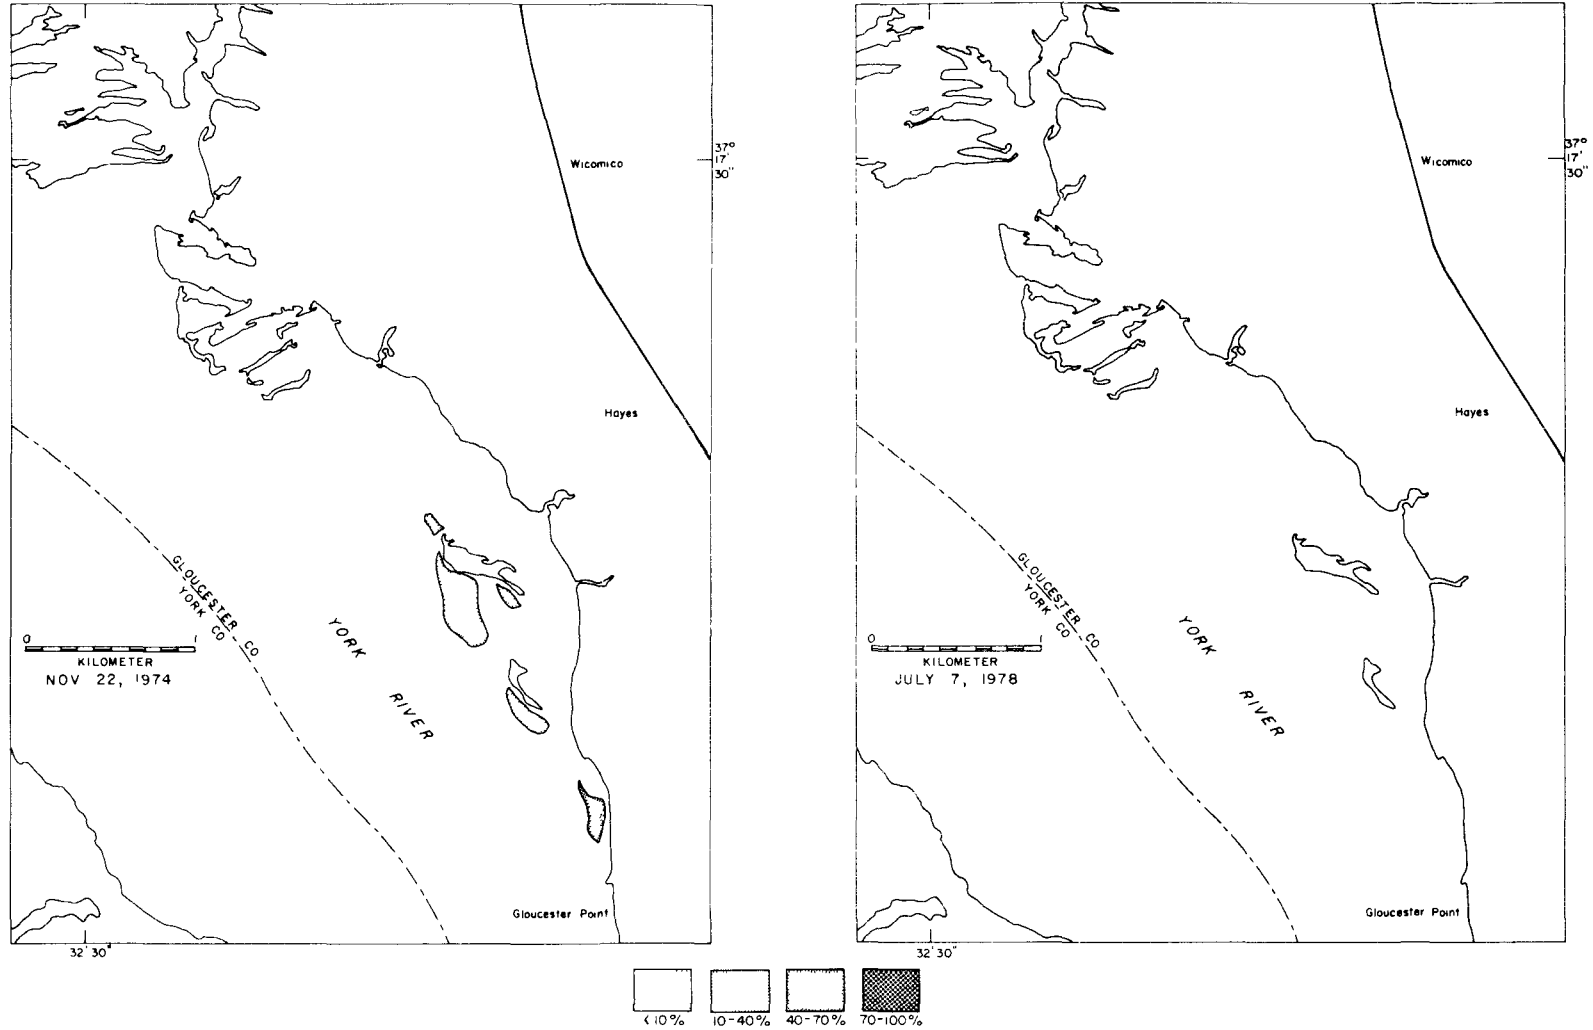 Wicomico
37°
17'
30"
Hayes
GLOUCESTER CO
YORK CO
YORK
RIVER
0 1
KILOMETER
NOV 22, 1974
Gloucester Point
32'30"
Wicomico
37°
17'
30"
Hayes
GLOUCESTER CO
YORK CO
YORK
RIVER
0 1
KILOMETER
JULY 7, 1978
Gloucester Point
32'30"
<10% 10-40% 40-70% 70-100%